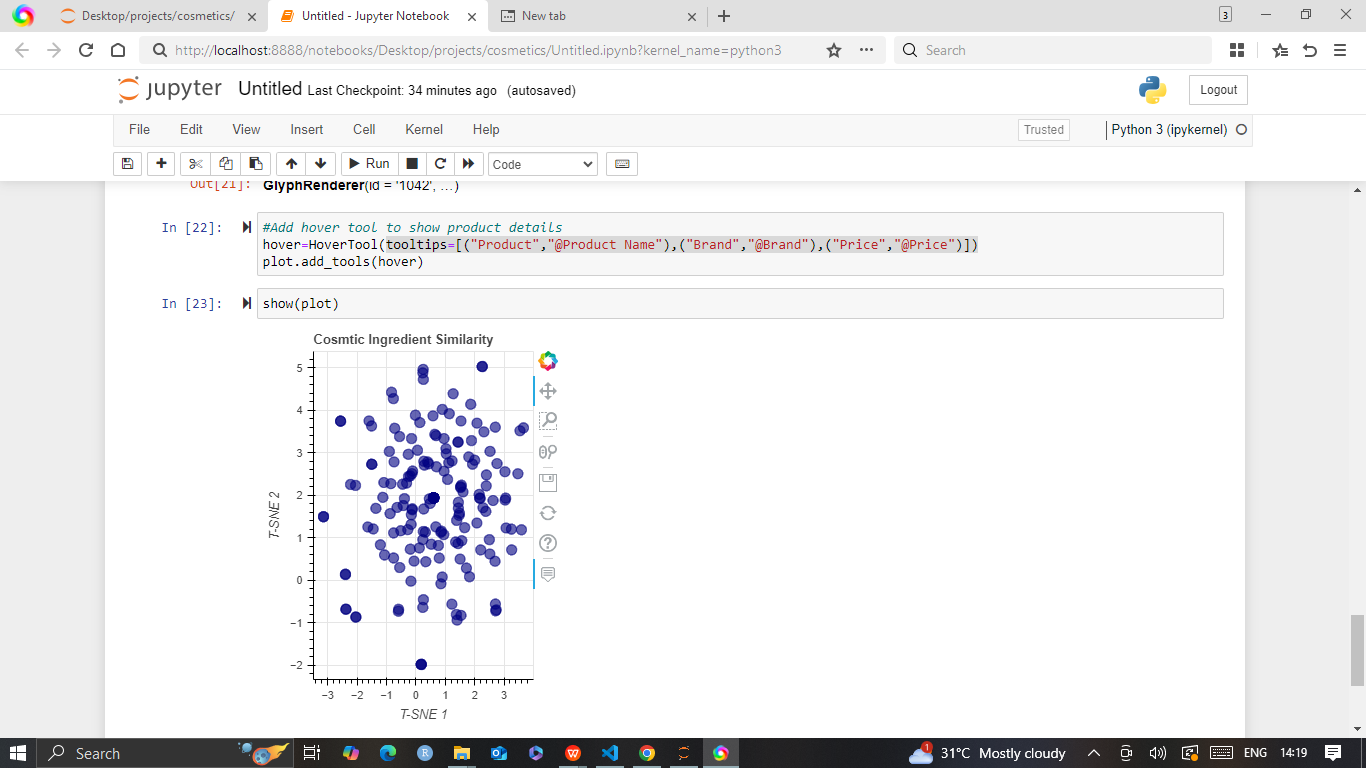 Desktop/projects/cosmetics/
Untitled - Jupyter Notebook
New tab
3
http://localhost:8888/notebooks/Desktop/projects/cosmetics/Untitled.ipynb?kernel_name=python3
Search
jupyter Untitled Last Checkpoint: 34 minutes ago (autosaved)
Logout
File Edit View Insert Cell Kernel Help
Trusted
Python 3 (ipykernel)
Run
Code
Out[21]: GlyphRenderer(id = '1042', …)
In [22]: #Add hover tool to show product details
hover=HoverTool(tooltips=[("Product","@Product Name"),("Brand","@Brand"),("Price","@Price")])
plot.add_tools(hover)
In [23]: show(plot)
Cosmtic Ingredient Similarity
5
4
3
2
1
0
−1
−2
T-SNE 2
−3 −2 −1 0 1 2 3
T-SNE 1
Search
1
31°C Mostly cloudy
ENG
14:19